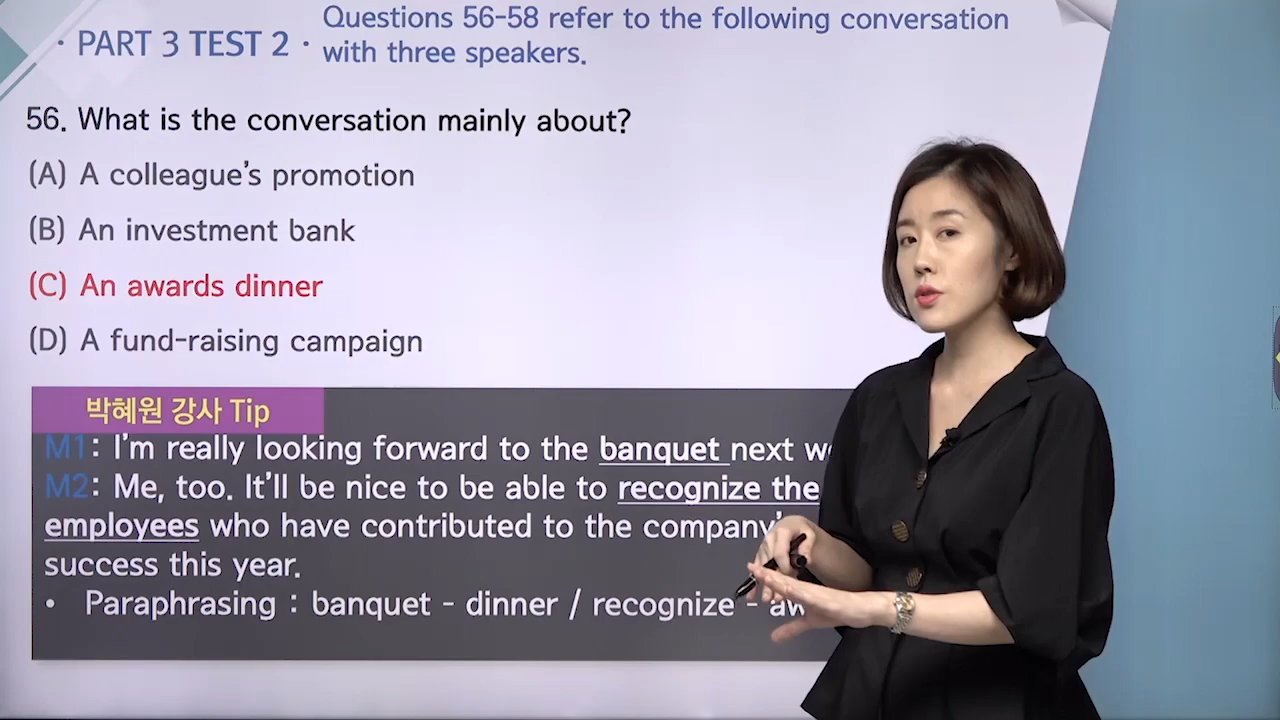 · PART 3 TEST 2 ·
Questions 56-58 refer to the following conversation
with three speakers.
56. What is the conversation mainly about?
(A) A colleague's promotion
(B) An investment bank
(C) An awards dinner
(D) A fund-raising campaign
박혜원 강사 Tip
M1: I'm really looking forward to the banquet next
M2: Me, too. It'll be nice to be able to recognize the
employees who have contributed to the company's
success this year.
• Paraphrasing : banquet - dinner / recognize -